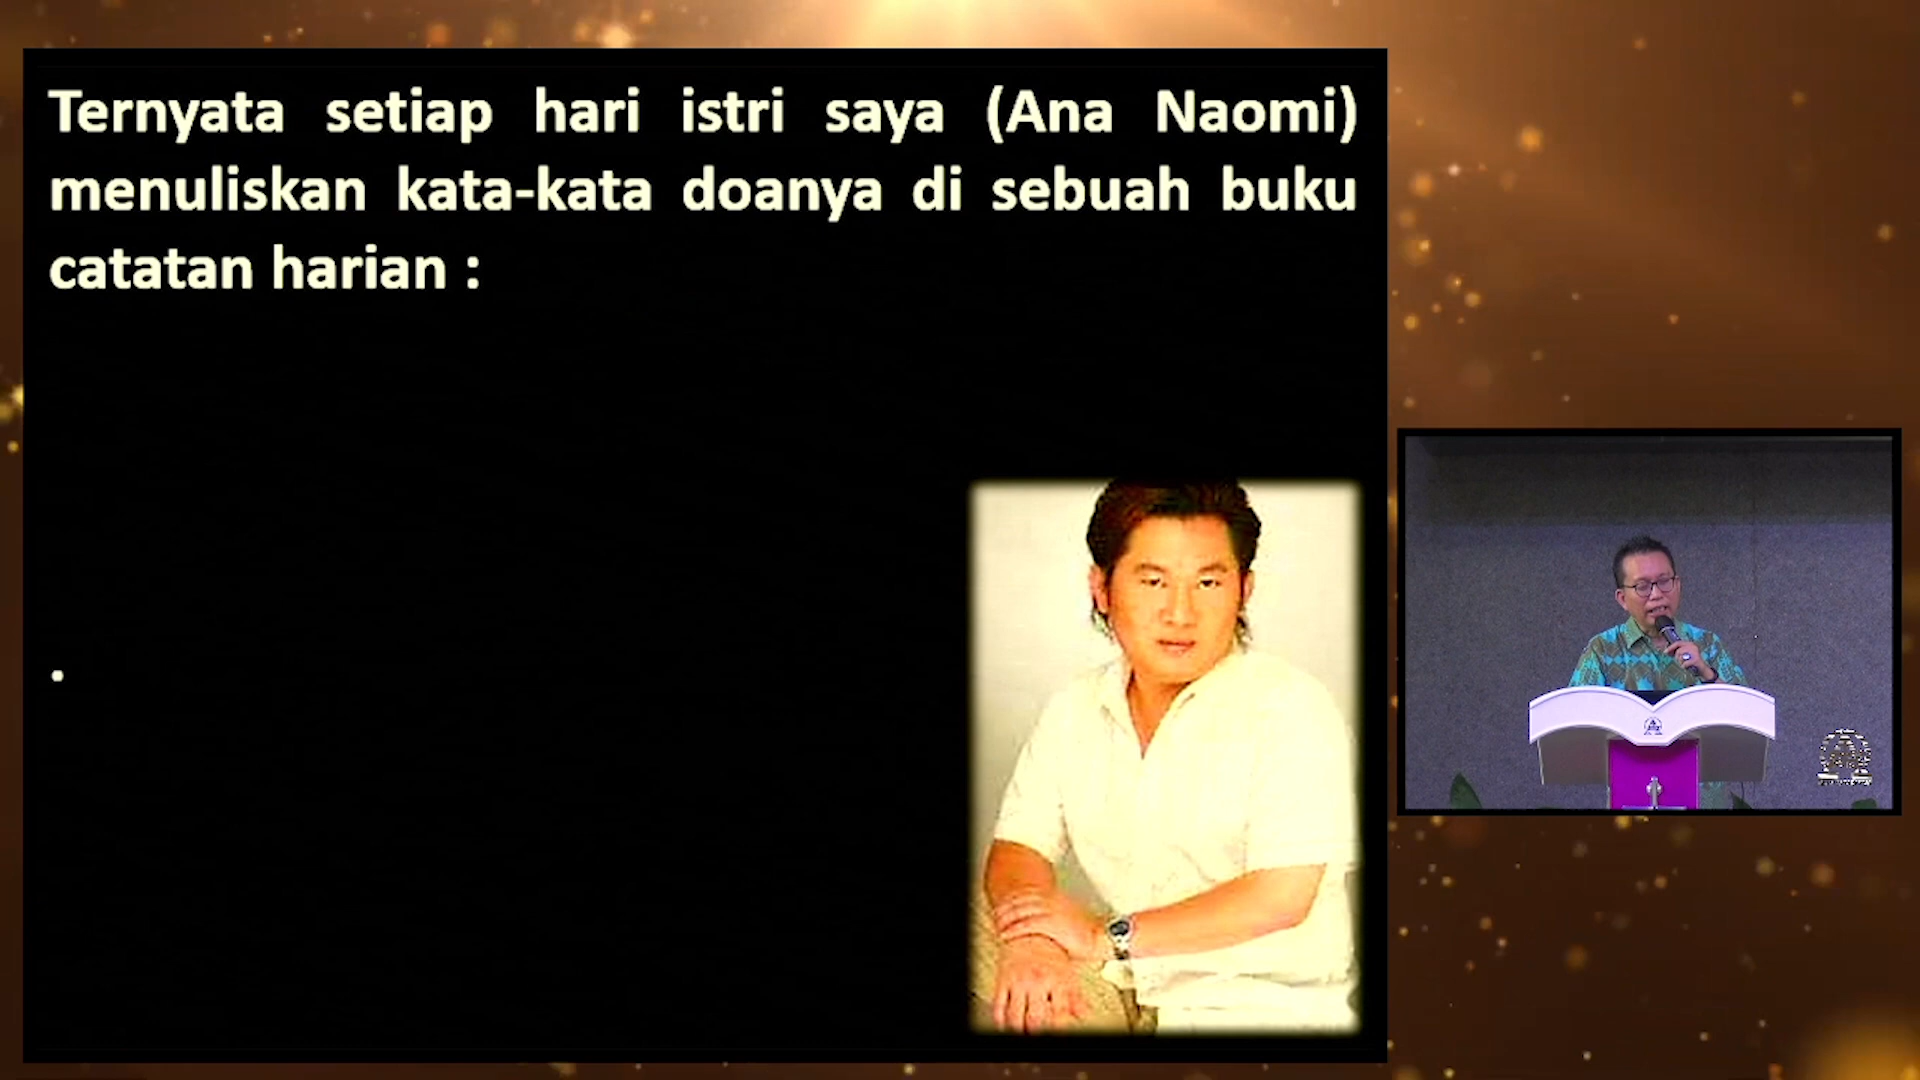 Ternyata setiap hari istri saya (Ana Naomi)
menuliskan kata-kata doanya di sebuah buku
catatan harian :
.